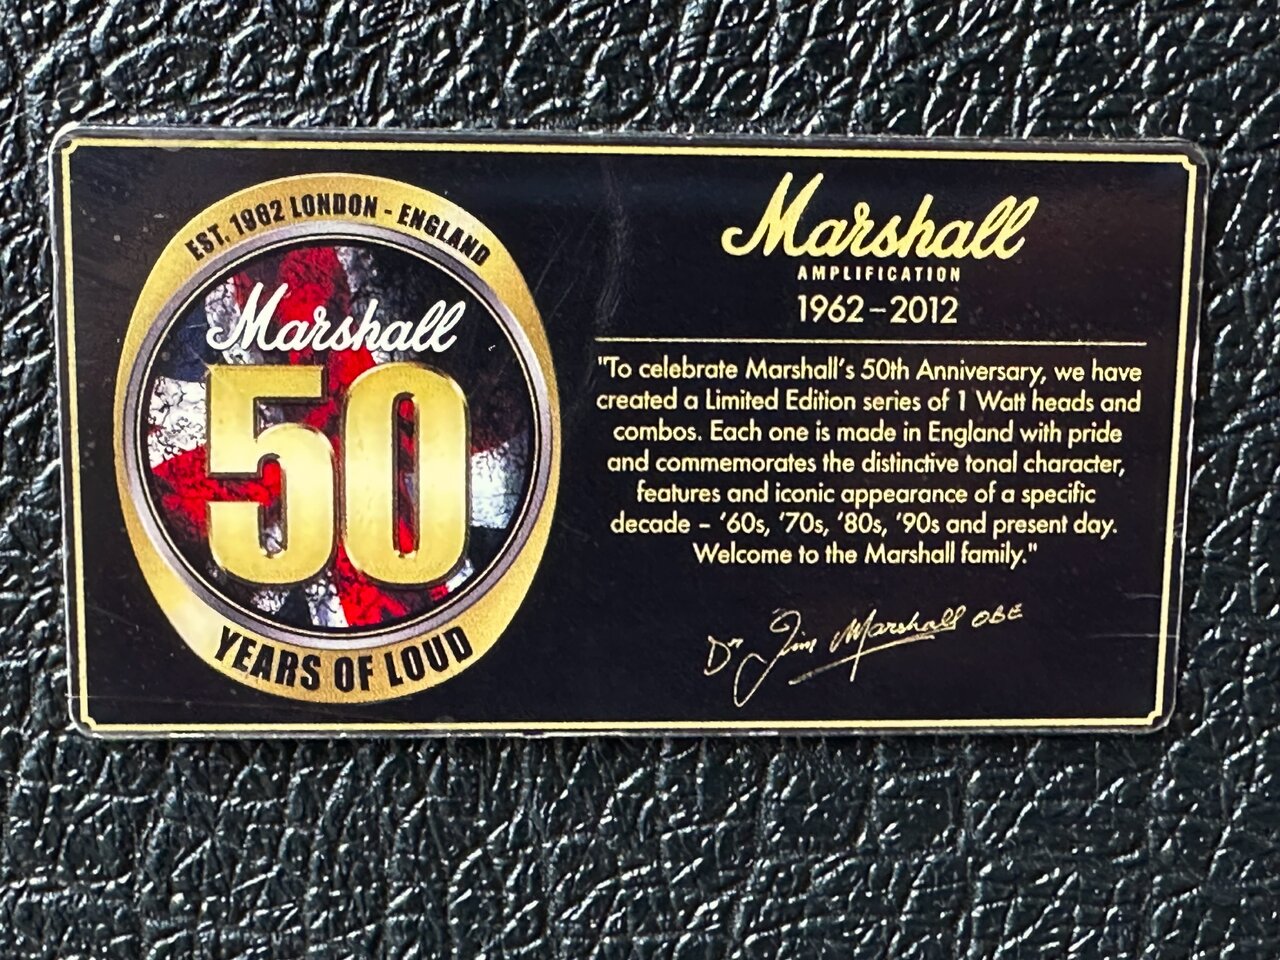 EST. 1962 LONDON - ENGLAND
Marshall
50
YEARS OF LOUD
Marshall
AMPLIFICATION
1962–2012
"To celebrate Marshall's 50th Anniversary, we have
created a Limited Edition series of 1 Watt heads and
combos. Each one is made in England with pride
and commemorates the distinctive tonal character,
features and iconic appearance of a specific
decade – '60s, '70s, '80s, '90s and present day.
Welcome to the Marshall family."
Dr Jim Marshall OBE